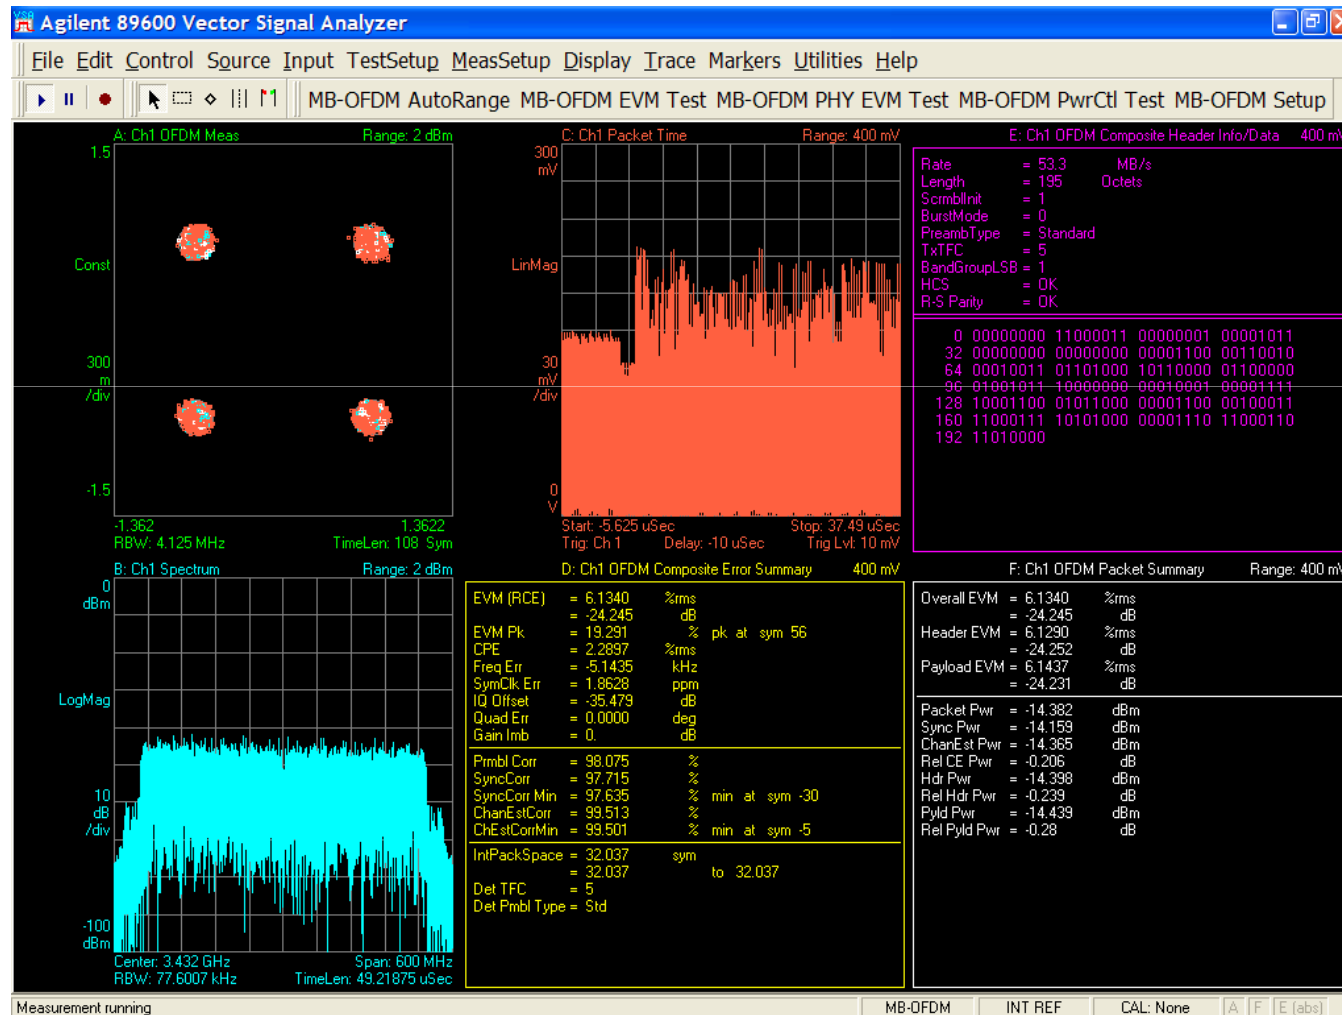 Agilent 89600 Vector Signal Analyzer
File Edit Control Source Input TestSetup MeasSetup Display Trace Markers Utilities Help
MB-OFDM AutoRange MB-OFDM EVM Test MB-OFDM PHY EVM Test MB-OFDM PwrCtl Test MB-OFDM Setup
A: Ch1 OFDM Meas Range: 2 dBm
1.5
Const
300
m
/div
-1.5
-1.362 1.3622
RBW: 4.125 MHz TimeLen: 108 Sym
C: Ch1 Packet Time Range: 400 mV
300
mV
LinMag
30
mV
/div
0
V
Start: -5.625 uSec Stop: 37.49 uSec
Trig: Ch 1 Delay: -10 uSec Trig Lvl: 10 mV
E: Ch1 OFDM Composite Header Info/Data 400 mV
Rate = 53.3 MB/s
Length = 195 Octets
ScrmblInit = 1
BurstMode = 0
PreambType = Standard
TxTFC = 5
BandGroupLSB = 1
HCS = OK
R-S Parity = OK
0 00000000 11000011 00000001 00001011
32 00000000 00000000 00001100 00110010
64 00010011 01101000 10110000 01100000
96 01001011 10000000 00010001 00001111
128 10001100 01011000 00001100 00100011
160 11000111 10101000 00001110 11000110
192 11010000
B: Ch1 Spectrum Range: 2 dBm
0
dBm
LogMag
10
dB
/div
-100
dBm
Center: 3.432 GHz Span: 600 MHz
RBW: 77.6007 kHz TimeLen: 49.21875 uSec
D: Ch1 OFDM Composite Error Summary 400 mV
EVM (RCE) = 6.1340 %rms
= -24.245 dB
EVM Pk = 19.291 % pk at sym 56
CPE = 2.2897 %rms
Freq Err = -5.1435 kHz
SymClk Err = 1.8628 ppm
IQ Offset = -35.479 dB
Quad Err = 0.0000 deg
Gain Imb = 0. dB
Prmbl Corr = 98.075 %
SyncCorr = 97.715 %
SyncCorr Min = 97.635 % min at sym -30
ChanEstCorr = 99.513 %
ChEstCorrMin = 99.501 % min at sym -5
IntPackSpace = 32.037 sym
= 32.037 to 32.037
Det TFC = 5
Det Pmbl Type = Std
F: Ch1 OFDM Packet Summary Range: 400 mV
Overall EVM = 6.1340 %rms
= -24.245 dB
Header EVM = 6.1290 %rms
= -24.252 dB
Payload EVM = 6.1437 %rms
= -24.231 dB
Packet Pwr = -14.382 dBm
Sync Pwr = -14.159 dBm
ChanEst Pwr = -14.365 dBm
Rel CE Pwr = -0.206 dB
Hdr Pwr = -14.398 dBm
Rel Hdr Pwr = -0.239 dB
Pyld Pwr = -14.439 dBm
Rel Pyld Pwr = -0.28 dB
Measurement running MB-OFDM INT REF CAL: None A F E (abs)